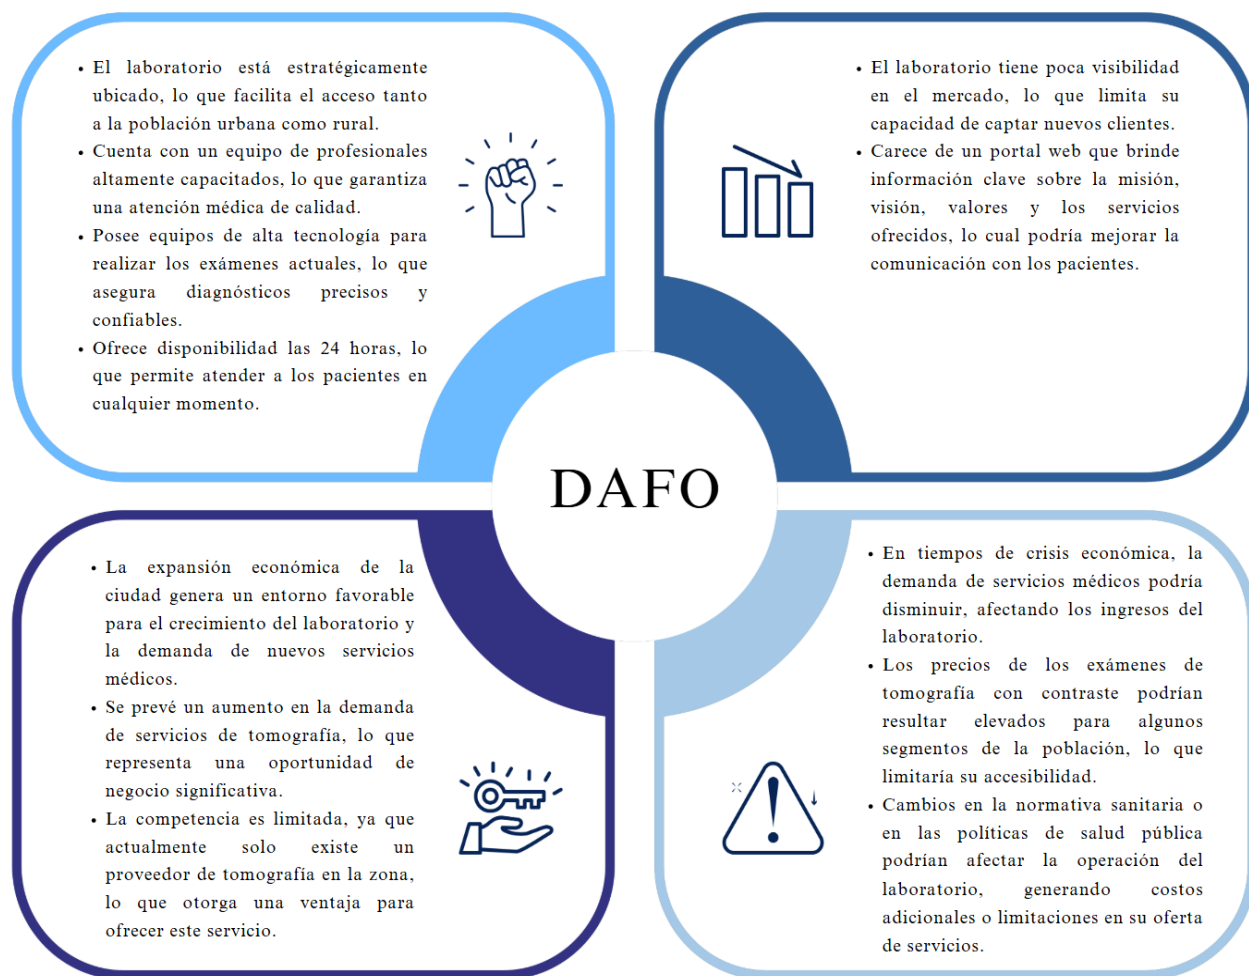 • El laboratorio está estratégicamente
ubicado, lo que facilita el acceso tanto
a la población urbana como rural.
• Cuenta con un equipo de profesionales
altamente capacitados, lo que garantiza
una atención médica de calidad.
• Posee equipos de alta tecnología para
realizar los exámenes actuales, lo que
asegura diagnósticos precisos y
confiables.
• Ofrece disponibilidad las 24 horas, lo
que permite atender a los pacientes en
cualquier momento.
• El laboratorio tiene poca visibilidad
en el mercado, lo que limita su
capacidad de captar nuevos clientes.
• Carece de un portal web que brinde
información clave sobre la misión,
visión, valores y los servicios
ofrecidos, lo cual podría mejorar la
comunicación con los pacientes.
DAFO
• La expansión económica de la
ciudad genera un entorno favorable
para el crecimiento del laboratorio y
la demanda de nuevos servicios
médicos.
• Se prevé un aumento en la demanda
de servicios de tomografía, lo que
representa una oportunidad de
negocio significativa.
• La competencia es limitada, ya que
actualmente solo existe un
proveedor de tomografía en la zona,
lo que otorga una ventaja para
ofrecer este servicio.
• En tiempos de crisis económica, la
demanda de servicios médicos podría
disminuir, afectando los ingresos del
laboratorio.
• Los precios de los exámenes de
tomografía con contraste podrían
resultar elevados para algunos
segmentos de la población, lo que
limitaría su accesibilidad.
• Cambios en la normativa sanitaria o
en las políticas de salud pública
podrían afectar la operación del
laboratorio, generando costos
adicionales o limitaciones en su oferta
de servicios.